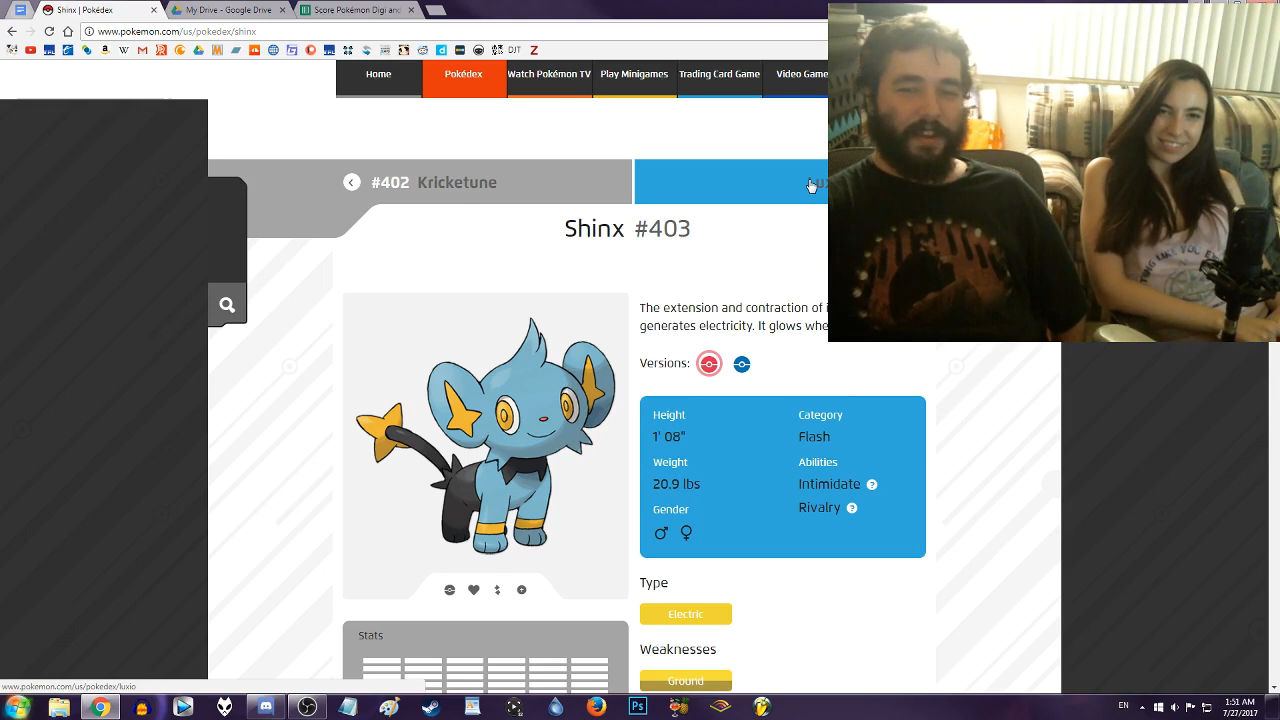 Shinx | Pokédex
My Drive - Google Drive
Score Pokémon Digi and
www.pokemon.com/us/pokedex/shinx
DJT
Home
Pokédex
Watch Pokémon TV
Play Minigames
Trading Card Game
Video Game
#402 Kricketune
Shinx #403
The extension and contraction of
generates electricity. It glows
Versions:
Height
1' 08"
Category
Flash
Weight
20.9 lbs
Abilities
Intimidate
Rivalry
Gender
Type
Electric
Weaknesses
Ground
Stats
www.pokemon.com/us/pokedex/luxio
EN
1:51 AM
7/27/2017